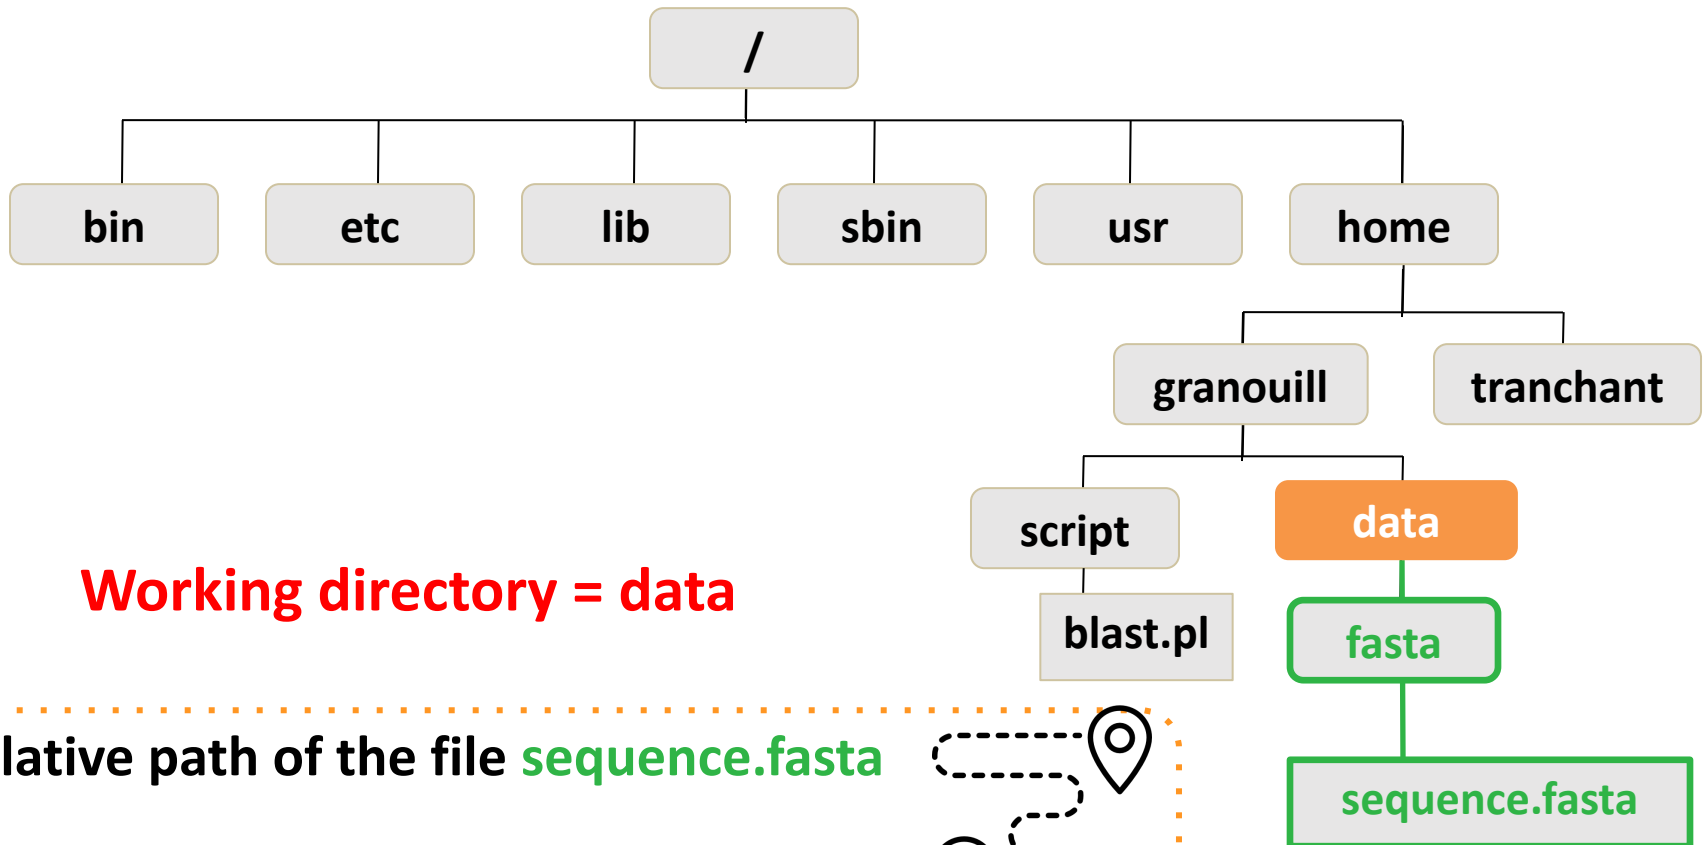 /
bin etc lib sbin usr home
granouill tranchant
script data
Working directory = data
blast.pl fasta
lative path of the file sequence.fasta
sequence.fasta